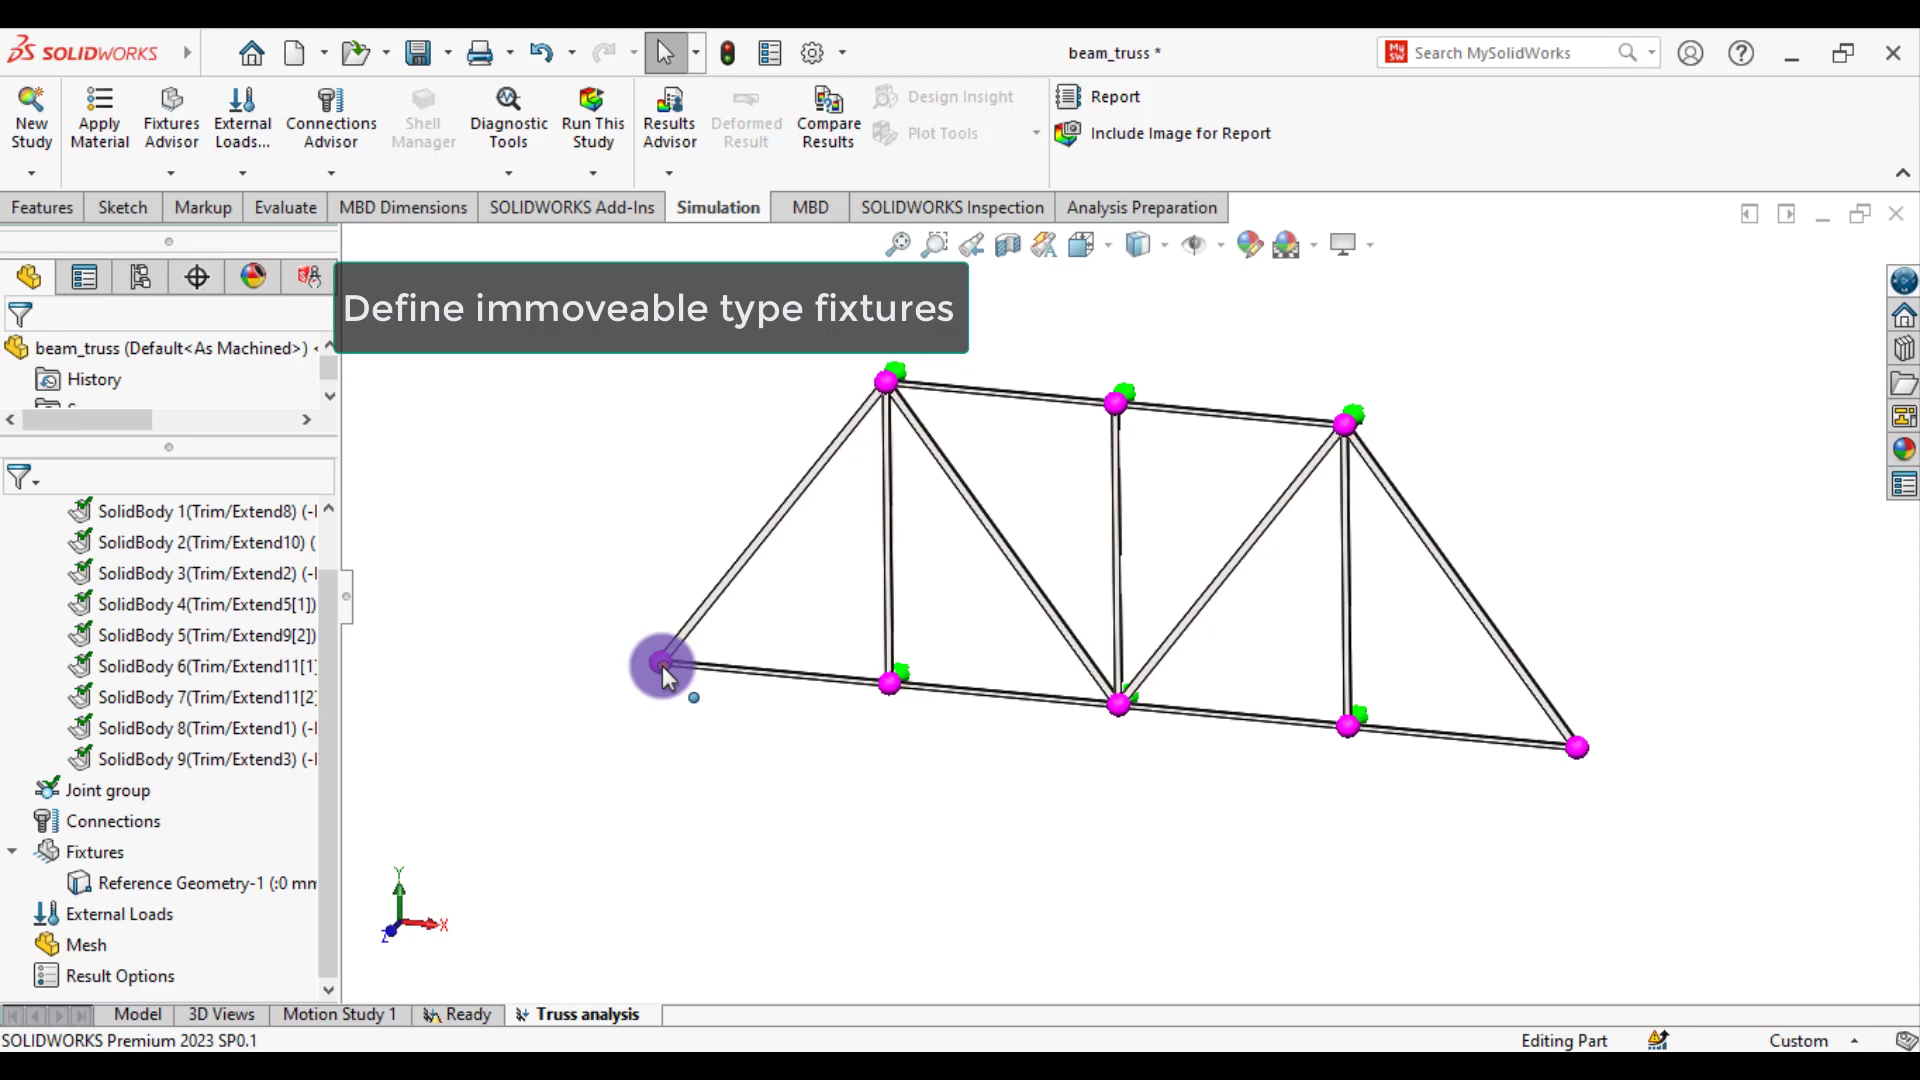 SOLIDWORKS
beam_truss *
Search MySolidWorks
New Study
Apply Material
Fixtures Advisor
External Loads...
Connections Advisor
Shell Manager
Diagnostic Tools
Run This Study
Results Advisor
Deformed Result
Compare Results
Design Insight
Plot Tools
Report
Include Image for Report
Features
Sketch
Markup
Evaluate
MBD Dimensions
SOLIDWORKS Add-Ins
Simulation
MBD
SOLIDWORKS Inspection
Analysis Preparation
Define immoveable type fixtures
beam_truss (Default<As Machined>)
History
SolidBody 1(Trim/Extend8) (-
SolidBody 2(Trim/Extend10) (
SolidBody 3(Trim/Extend2) (-
SolidBody 4(Trim/Extend5[1])
SolidBody 5(Trim/Extend9[2])
SolidBody 6(Trim/Extend11[1]
SolidBody 7(Trim/Extend11[2]
SolidBody 8(Trim/Extend1) (-
SolidBody 9(Trim/Extend3) (-
Joint group
Connections
Fixtures
Reference Geometry-1 (:0 mm
External Loads
Mesh
Result Options
Y
X
Z
Model
3D Views
Motion Study 1
Ready
Truss analysis
SOLIDWORKS Premium 2023 SP0.1
Editing Part
Custom